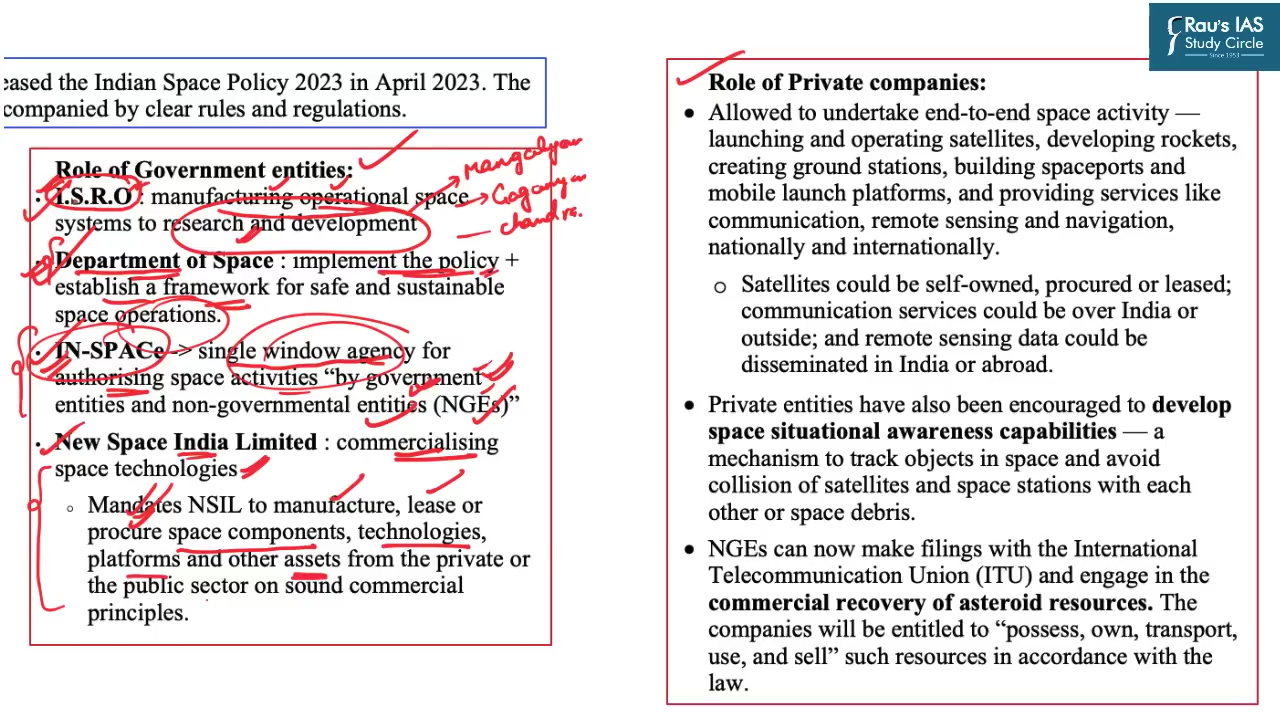 Rau's IAS
Study Circle
Since 1953
eased the Indian Space Policy 2023 in April 2023. The
companied by clear rules and regulations.
Role of Government entities:
I.S.R.O : manufacturing operational space
systems to research and development
Mangalyaan
Gaganyaan
chandra.
Department of Space : implement the policy +
establish a framework for safe and sustainable
space operations.
IN-SPACe -> single window agency for
authorising space activities “by government
entities and non-governmental entities (NGEs)”
New Space India Limited : commercialising
space technologies
Mandates NSIL to manufacture, lease or
procure space components, technologies,
platforms and other assets from the private or
the public sector on sound commercial
principles.
Role of Private companies:
Allowed to undertake end-to-end space activity —
launching and operating satellites, developing rockets,
creating ground stations, building spaceports and
mobile launch platforms, and providing services like
communication, remote sensing and navigation,
nationally and internationally.
Satellites could be self-owned, procured or leased;
communication services could be over India or
outside; and remote sensing data could be
disseminated in India or abroad.
Private entities have also been encouraged to develop
space situational awareness capabilities — a
mechanism to track objects in space and avoid
collision of satellites and space stations with each
other or space debris.
NGEs can now make filings with the International
Telecommunication Union (ITU) and engage in the
commercial recovery of asteroid resources. The
companies will be entitled to “possess, own, transport,
use, and sell” such resources in accordance with the
law.